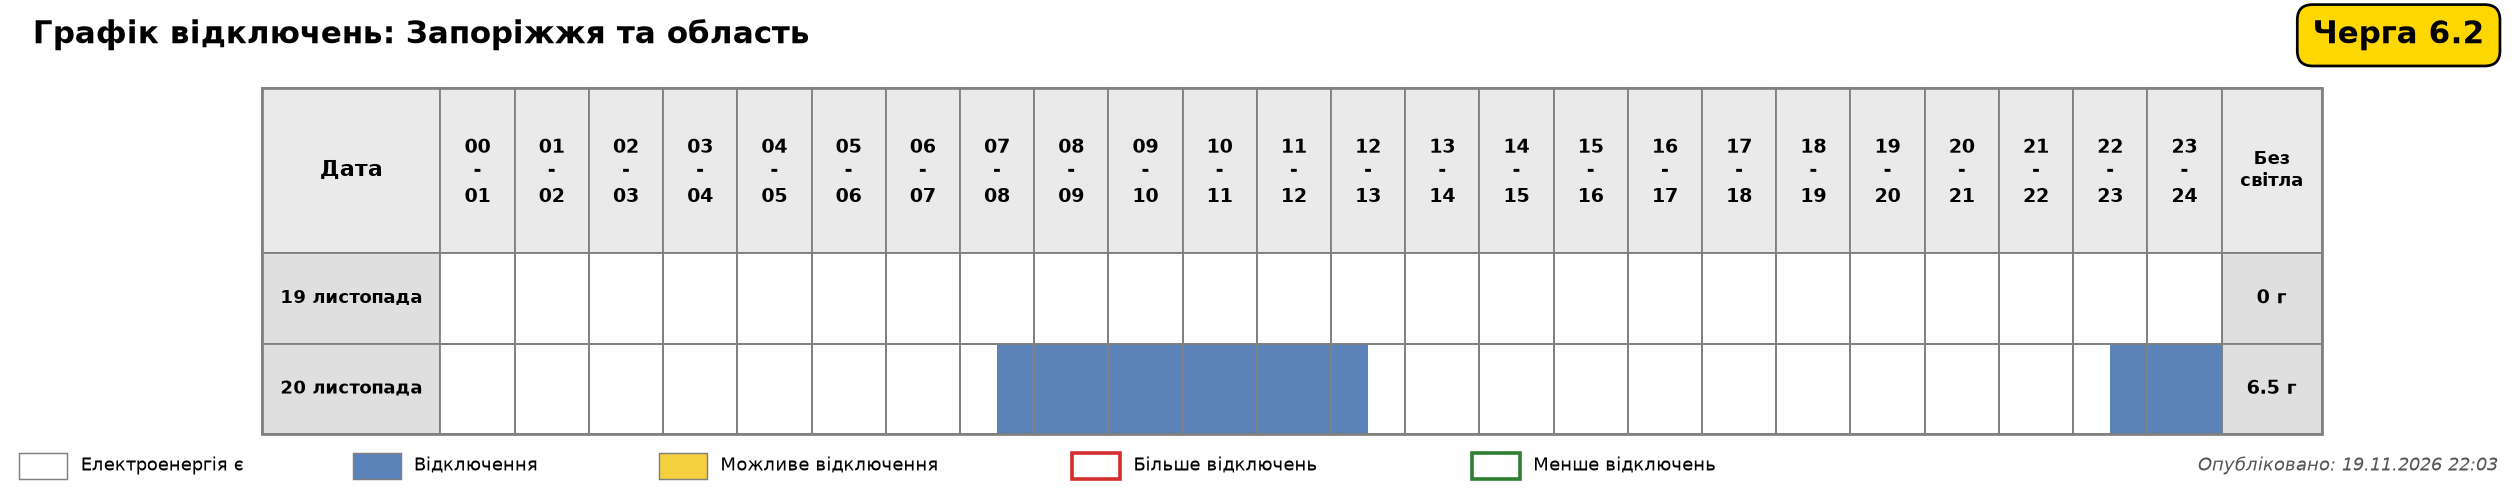 Графік відключень: Запоріжжя та область
Черга 6.2
Дата
00 - 01
01 - 02
02 - 03
03 - 04
04 - 05
05 - 06
06 - 07
07 - 08
08 - 09
09 - 10
10 - 11
11 - 12
12 - 13
13 - 14
14 - 15
15 - 16
16 - 17
17 - 18
18 - 19
19 - 20
20 - 21
21 - 22
22 - 23
23 - 24
Без
світла
19 листопада
0 г
20 листопада
6.5 г
Електроенергія є
Відключення
Можливе відключення
Більше відключень
Менше відключень
Опубліковано: 19.11.2026 22:03